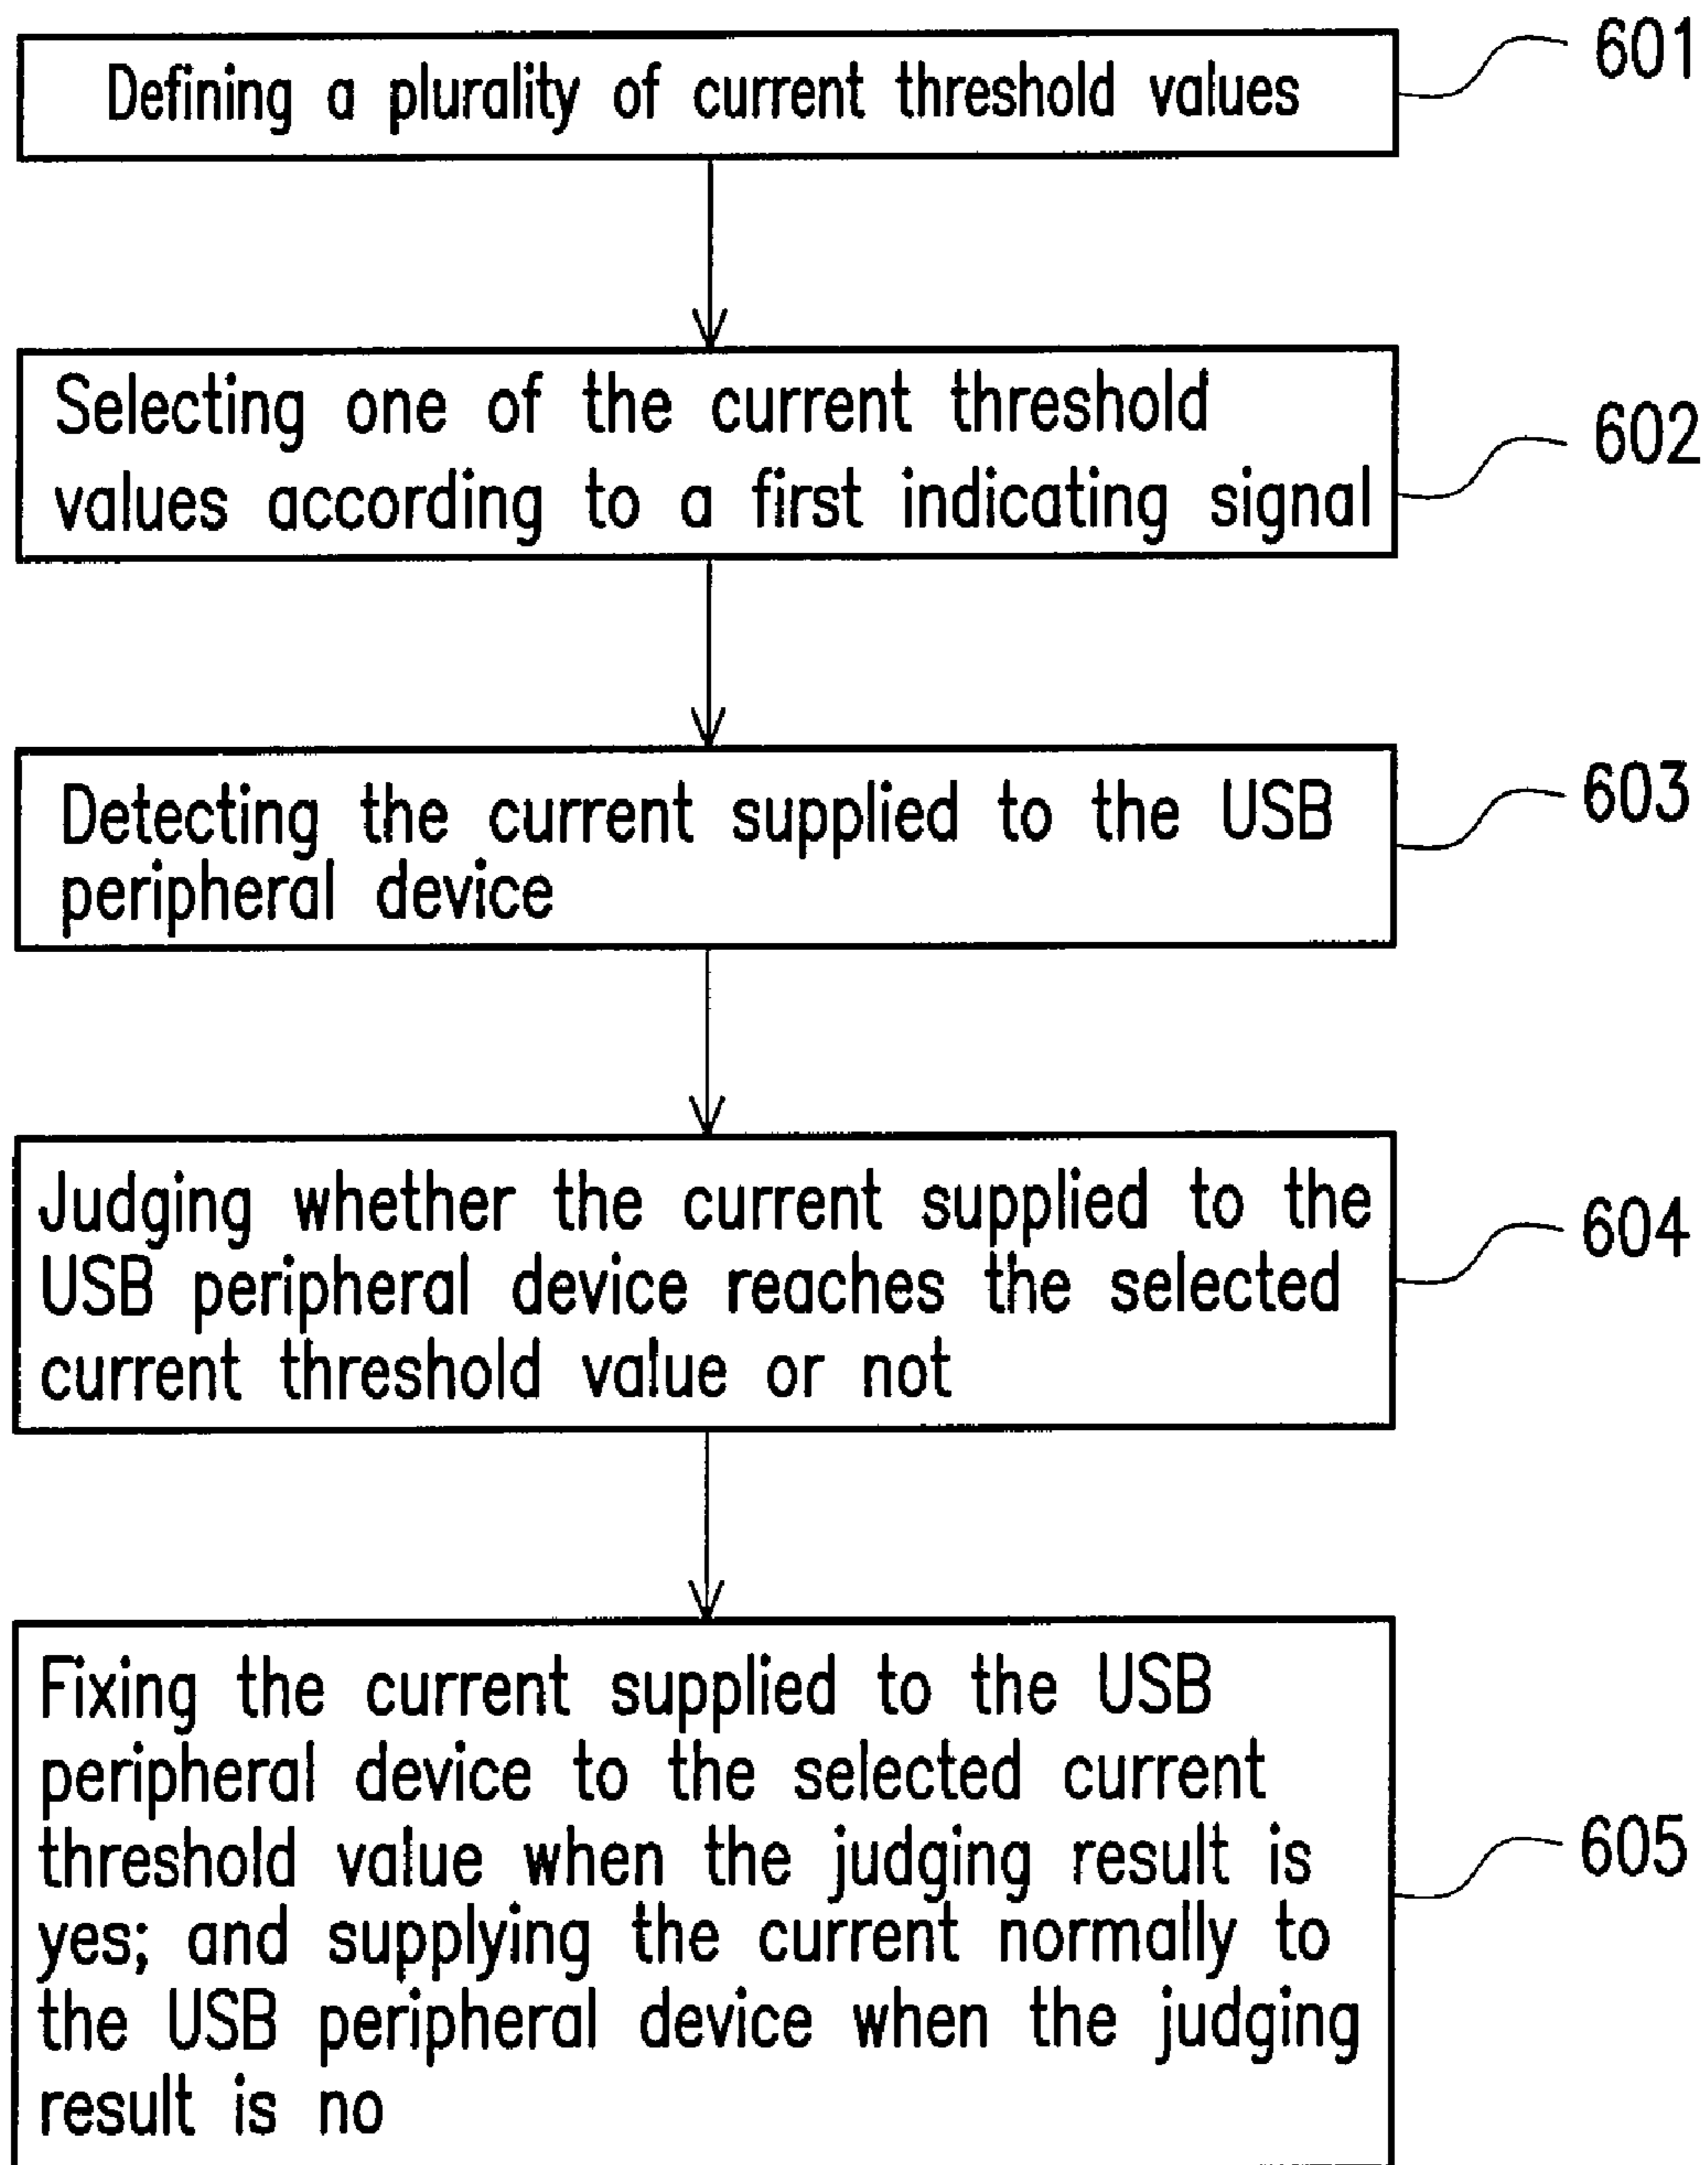 Defining a plurality of current threshold values
601
Selecting one of the current threshold
values according to a first indicating signal
602
Detecting the current supplied to the USB
peripheral device
603
Judging whether the current supplied to the
USB peripheral device reaches the selected
current threshold value or not
604
Fixing the current supplied to the USB
peripheral device to the selected current
threshold value when the judging result is
yes; and supplying the current normally to
the USB peripheral device when the judging
result is no
605